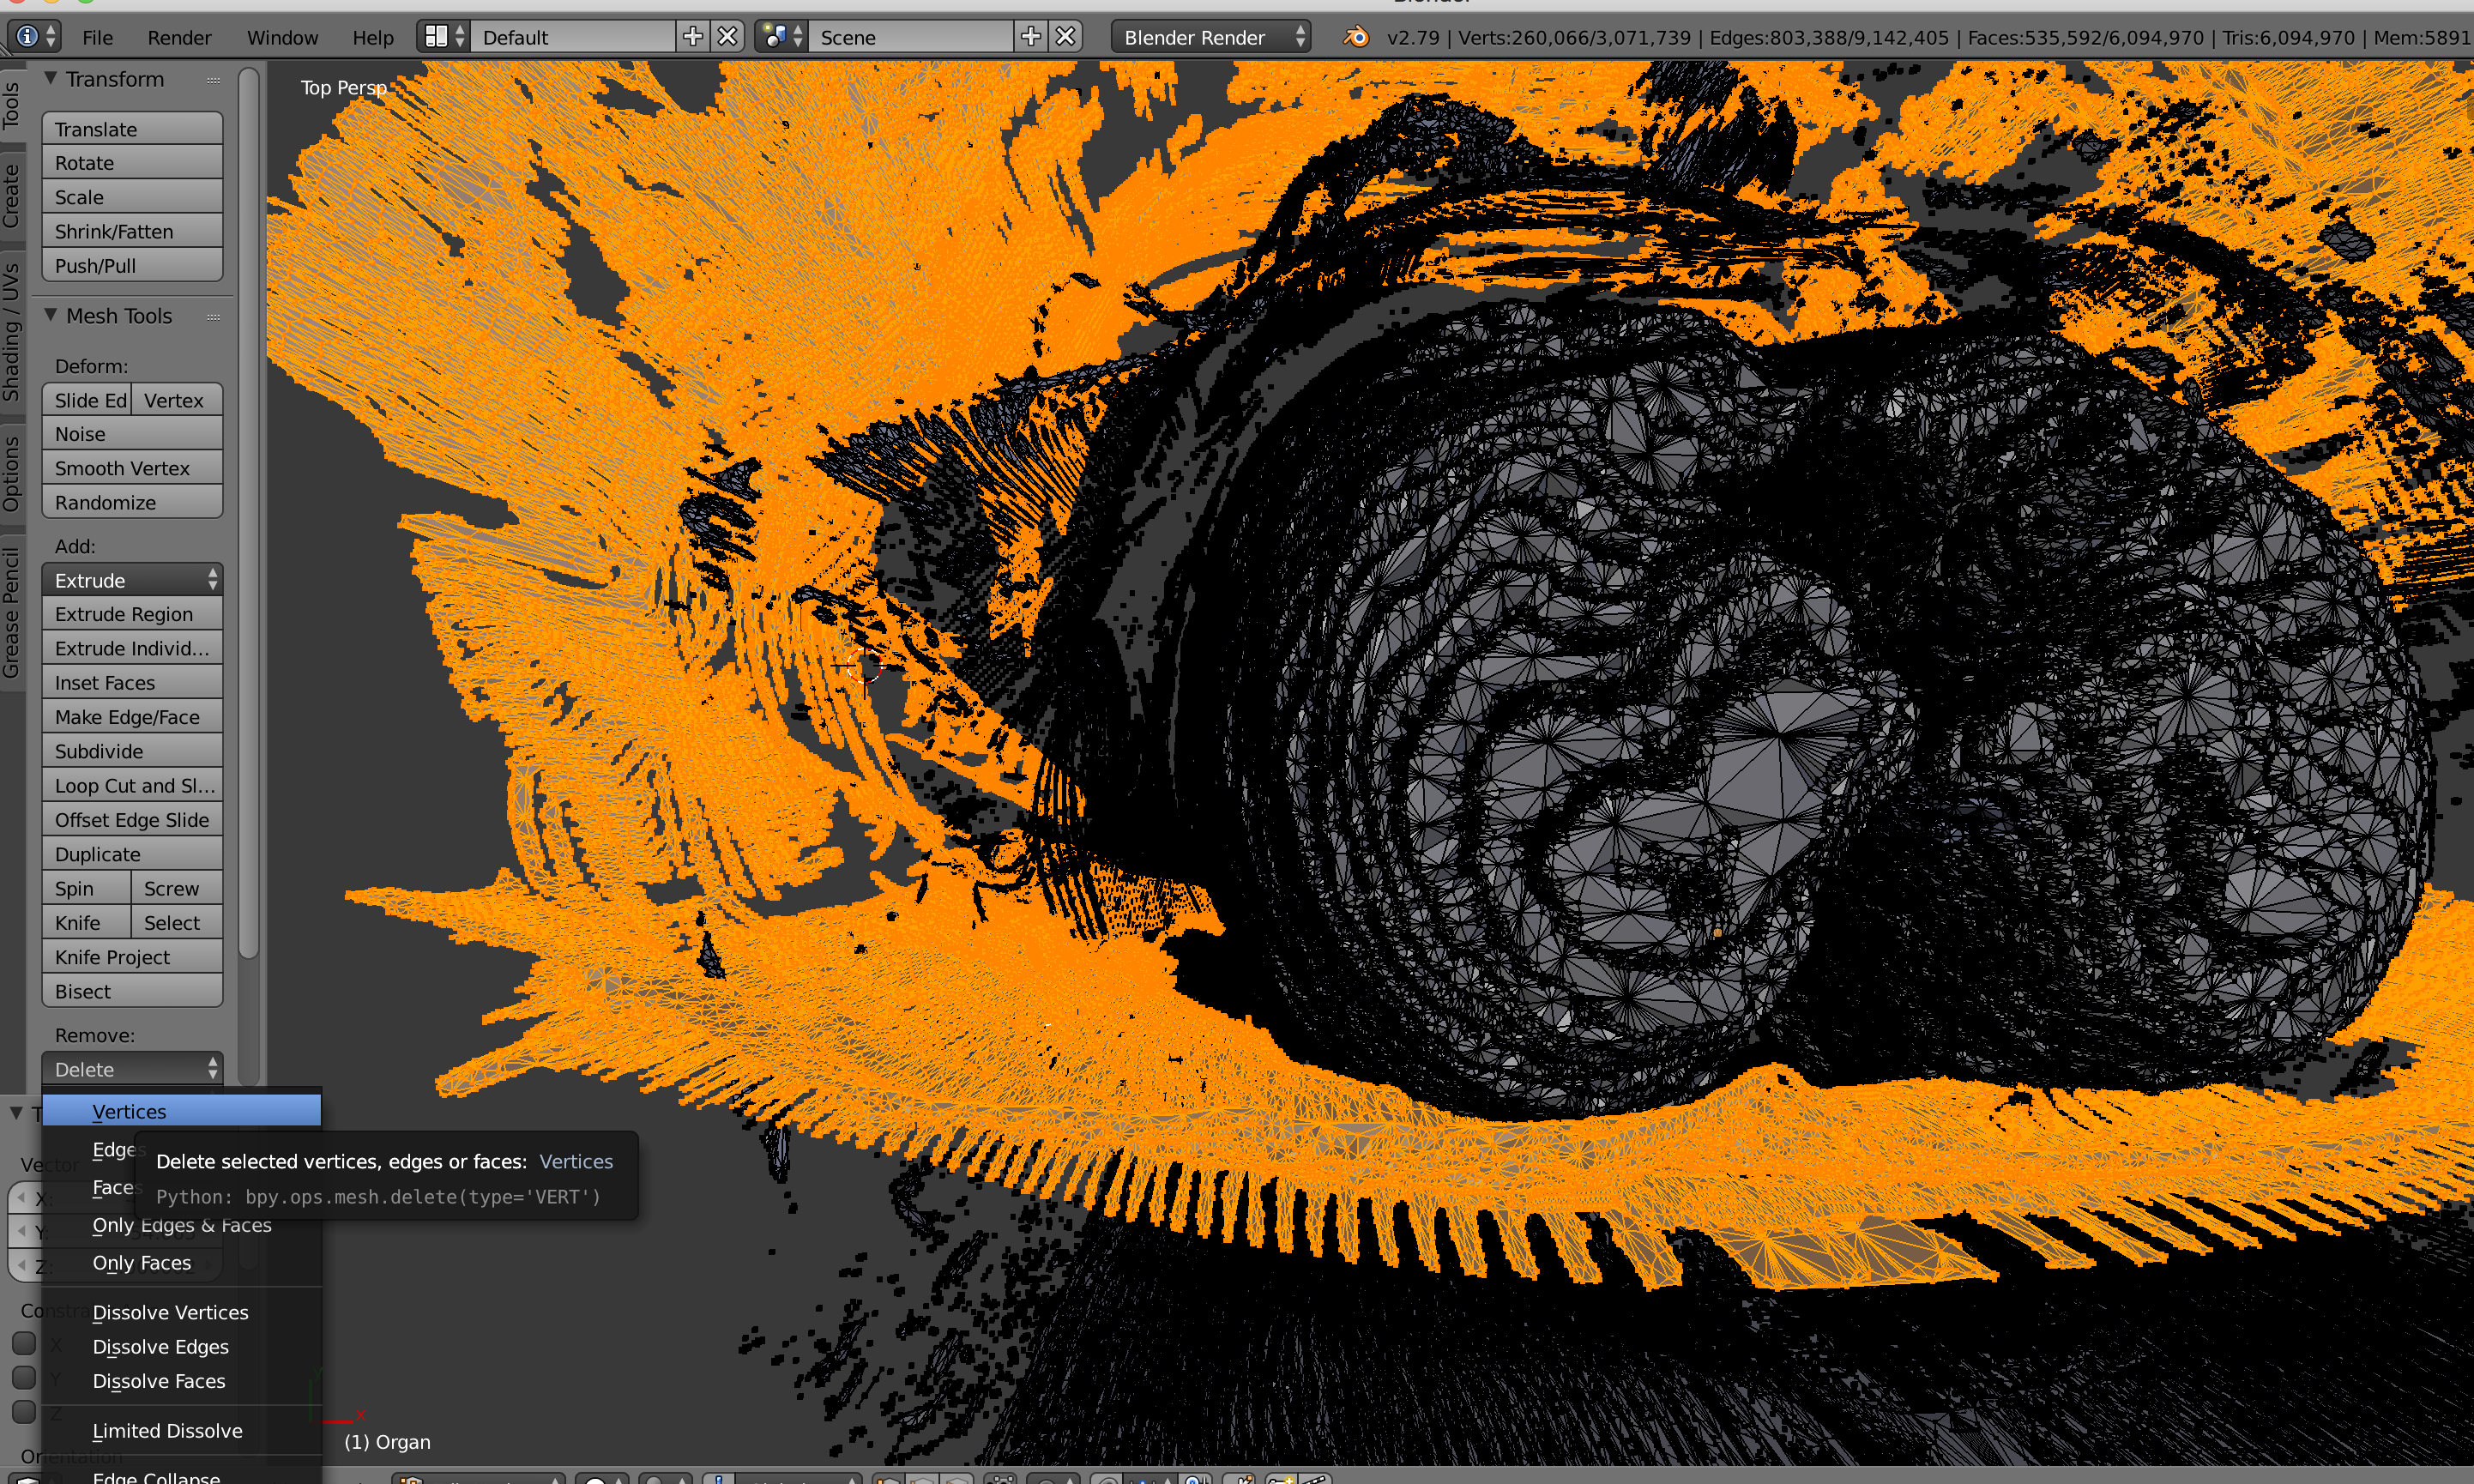 File Render Window Help Default Scene Blender Render v2.79 | Verts:260,066/3,071,739 | Edges:803,388/9,142,405 | Faces:535,592/6,094,970 | Tris:6,094,970 | Mem:5891
Tools
Create
Shading / UVs
Options
Grease Pencil
Transform
Translate
Rotate
Scale
Shrink/Fatten
Push/Pull
Mesh Tools
Deform:
Slide Ed Vertex
Noise
Smooth Vertex
Randomize
Add:
Extrude
Extrude Region
Extrude Individ...
Inset Faces
Make Edge/Face
Subdivide
Loop Cut and Sl...
Offset Edge Slide
Duplicate
Spin Screw
Knife Select
Knife Project
Bisect
Remove:
Delete
Vertices
Edges
Faces
Only Edges & Faces
Only Faces
Dissolve Vertices
Dissolve Edges
Dissolve Faces
Limited Dissolve
Edge Collapse
Delete selected vertices, edges or faces: Vertices
Python: bpy.ops.mesh.delete(type='VERT')
X:
Y:
Z:
X
Y
Z
Top Persp
x
(1) Organ